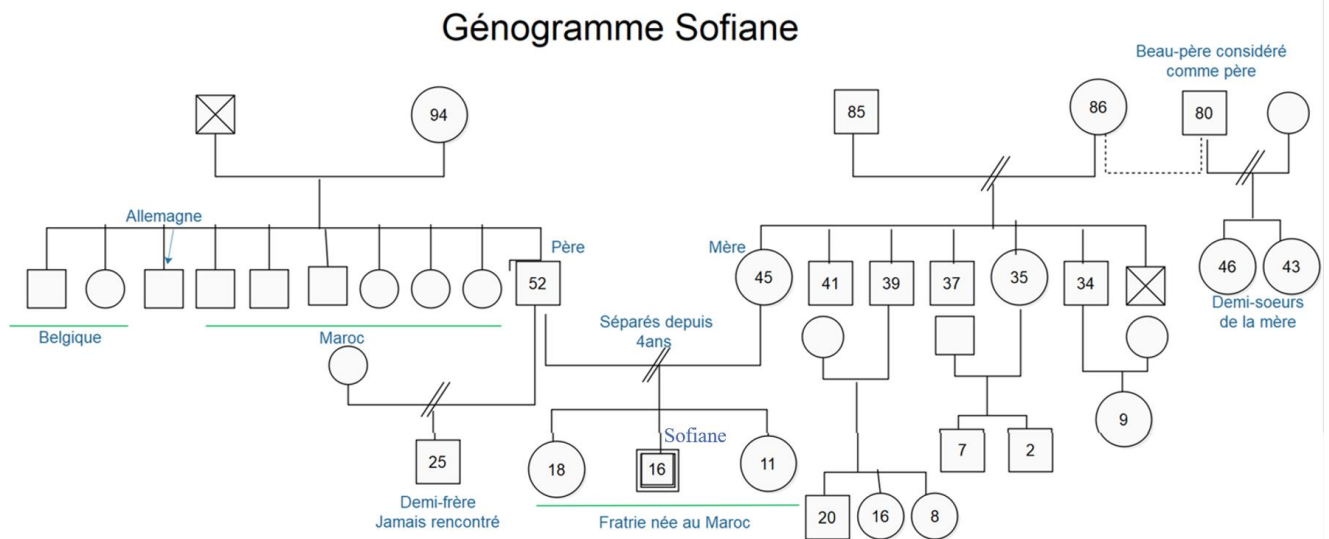 Génogramme Sofiane
Beau-père considéré
comme père
94
85
86
80
Allemagne
Père
Mère
52
45
41
39
37
35
34
46
43
Belgique
Maroc
Séparés depuis
4ans
Demi-soeurs
de la mère
Sofiane
25
18
16
11
7
2
9
Demi-frère
Jamais rencontré
Fratrie née au Maroc
20
16
8